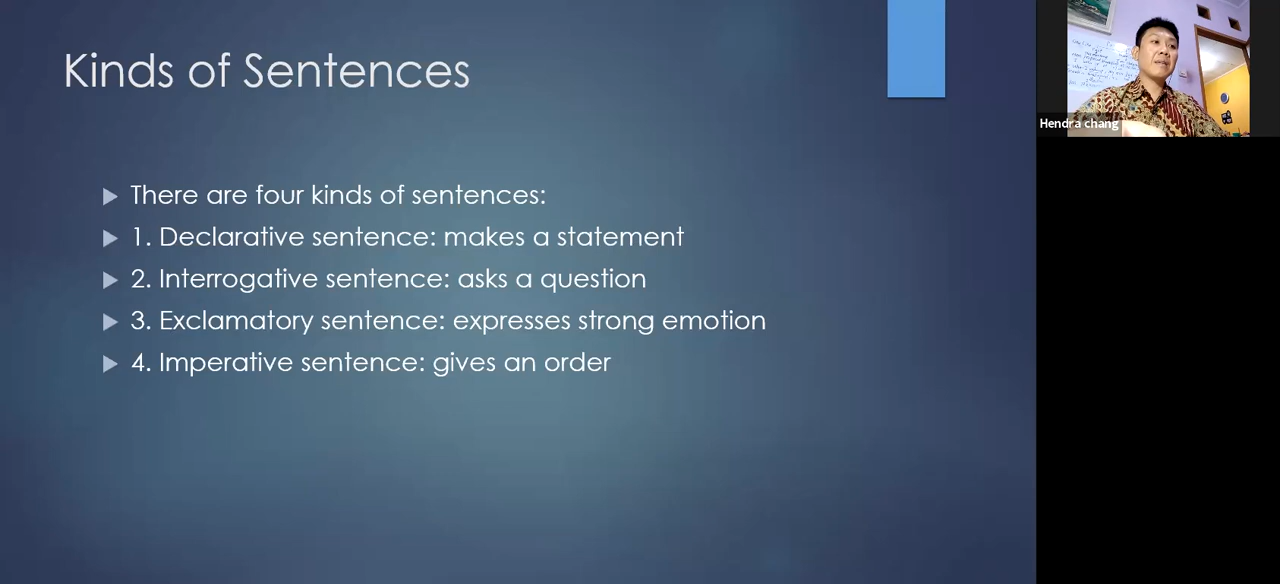 Kinds of Sentences
There are four kinds of sentences:
1. Declarative sentence: makes a statement
2. Interrogative sentence: asks a question
3. Exclamatory sentence: expresses strong emotion
4. Imperative sentence: gives an order
Hendra chang